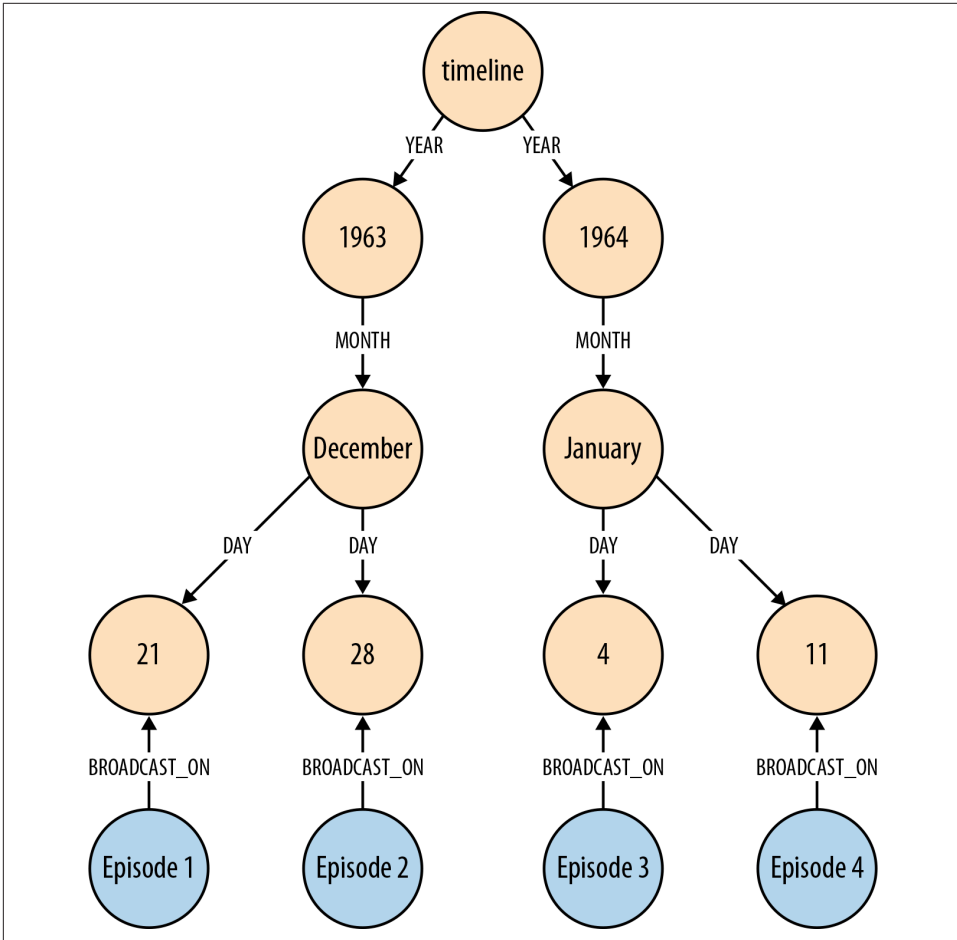 timeline
YEAR YEAR
1963 1964
MONTH MONTH
December January
DAY DAY DAY DAY
21 28 4 11
BROADCAST_ON BROADCAST_ON BROADCAST_ON BROADCAST_ON
Episode 1 Episode 2 Episode 3 Episode 4